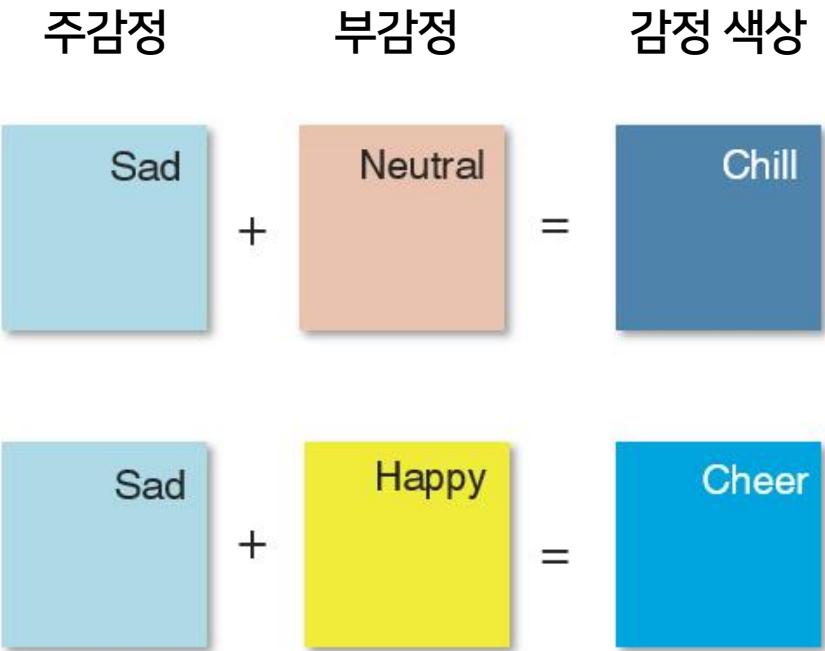 주감정 부감정 감정 색상
Sad + Neutral = Chill
Sad + Happy = Cheer